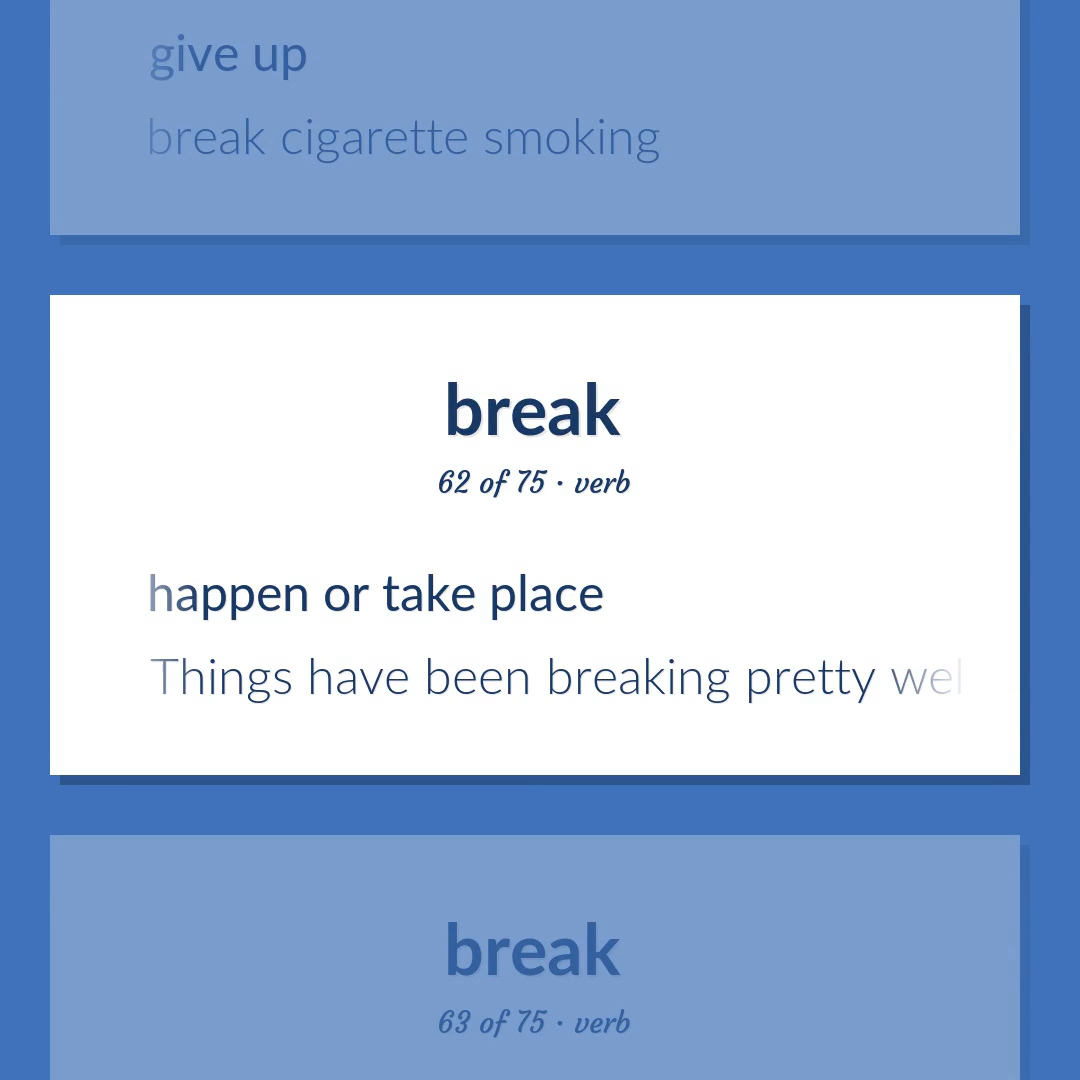 give up
break cigarette smoking
break
62 of 75 · verb
happen or take place
Things have been breaking pretty wel
break
63 of 75 · verb